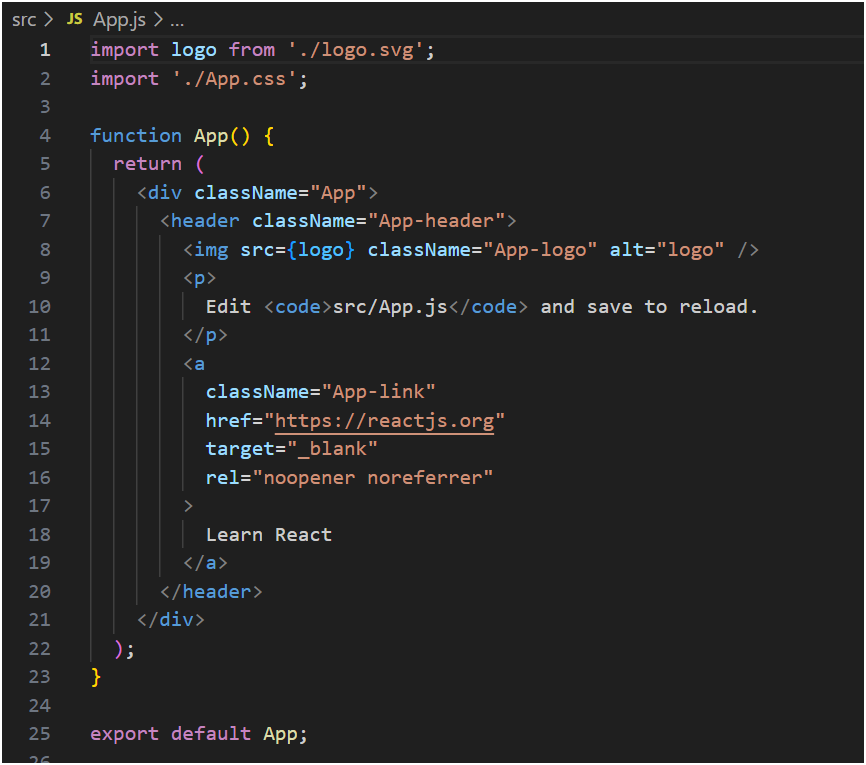 src > JS App.js > ...
1 import logo from './logo.svg';
2 import './App.css';
3
4 function App() {
5   return (
6     <div className="App">
7       <header className="App-header">
8         <img src={logo} className="App-logo" alt="logo" />
9         <p>
10           Edit <code>src/App.js</code> and save to reload.
11         </p>
12         <a
13           className="App-link"
14           href="https://reactjs.org"
15           target="_blank"
16           rel="noopener noreferrer"
17         >
18           Learn React
19         </a>
20       </header>
21     </div>
22   );
23 }
24
25 export default App;
26